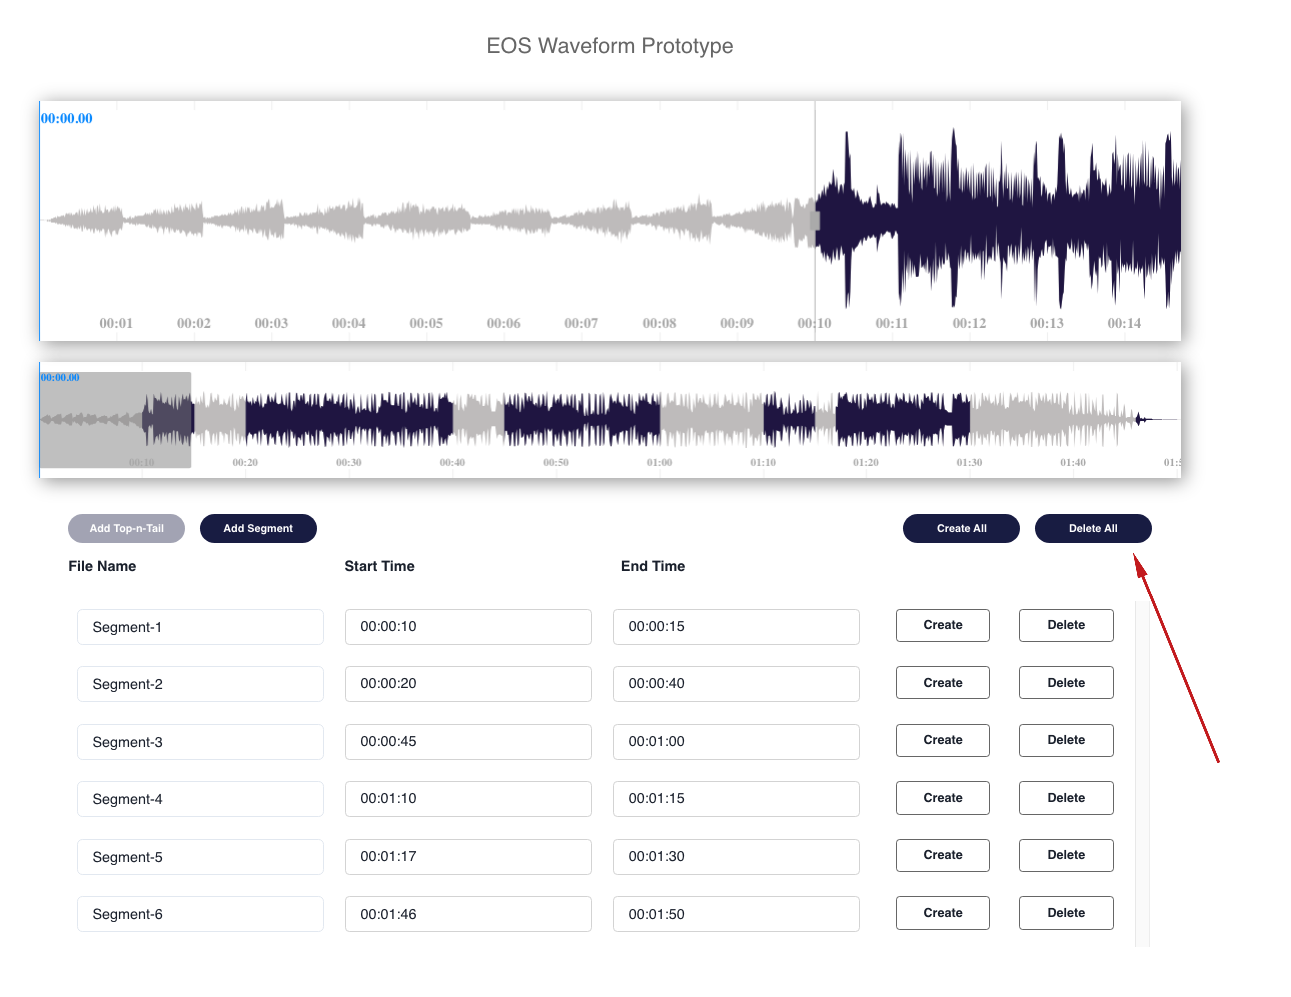 EOS Waveform Prototype
00:00.00
00:01 00:02 00:03 00:04 00:05 00:06 00:07 00:08 00:09 00:10 00:11 00:12 00:13 00:14
00:00.00
00:10 00:20 00:30 00:40 00:50 01:00 01:10 01:20 01:30 01:40
Add Top-n-Tail Add Segment Create All Delete All
File Name Start Time End Time
Segment-1 00:00:10 00:00:15 Create Delete
Segment-2 00:00:20 00:00:40 Create Delete
Segment-3 00:00:45 00:01:00 Create Delete
Segment-4 00:01:10 00:01:15 Create Delete
Segment-5 00:01:17 00:01:30 Create Delete
Segment-6 00:01:46 00:01:50 Create Delete